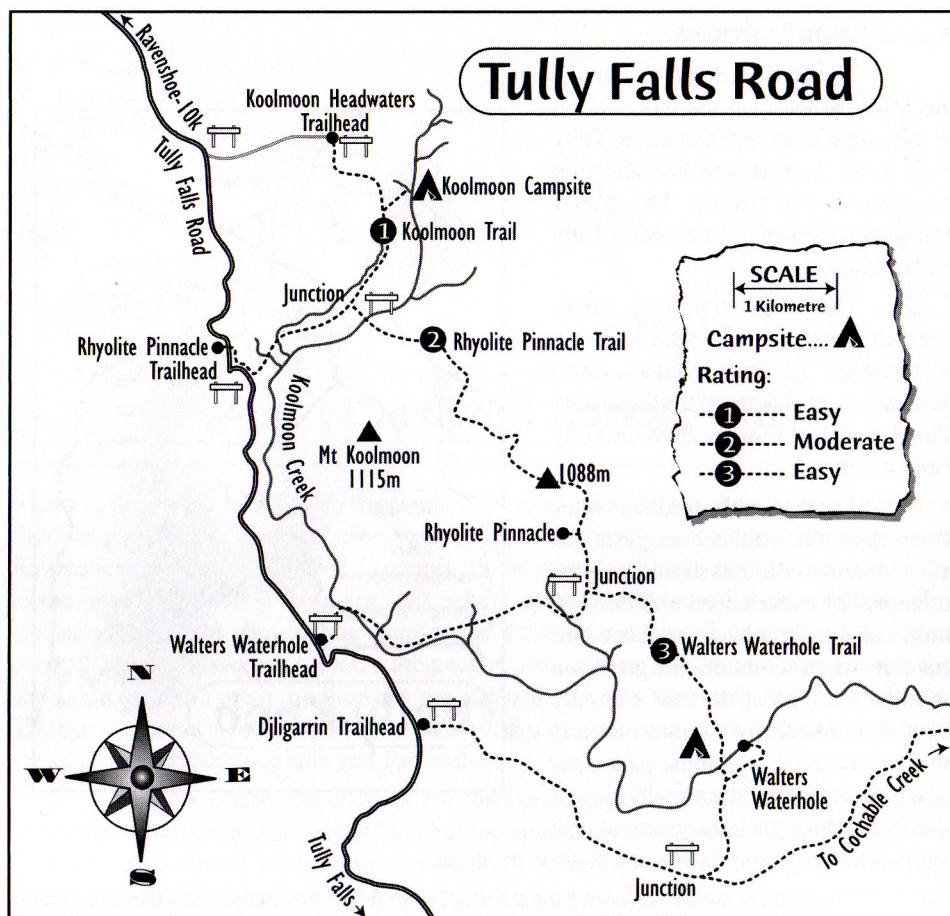 Tully Falls Road
Ravenshoe-10k
Tully Falls Road
Koolmoon Headwaters
Trailhead
Koolmoon Campsite
1 Koolmoon Trail
Junction
SCALE
1 Kilometre
Campsite....
Rating:
1 Easy
2 Moderate
3 Easy
Rhyolite Pinnacle
Trailhead
2 Rhyolite Pinnacle Trail
Koolmoon Creek
Mt Koolmoon
1115m
1088m
Rhyolite Pinnacle
Junction
Walters Waterhole
Trailhead
3 Walters Waterhole Trail
N
W E
S
Djilgarrin Trailhead
Walters
Waterhole
To Cochable Creek
Tully Falls
Junction